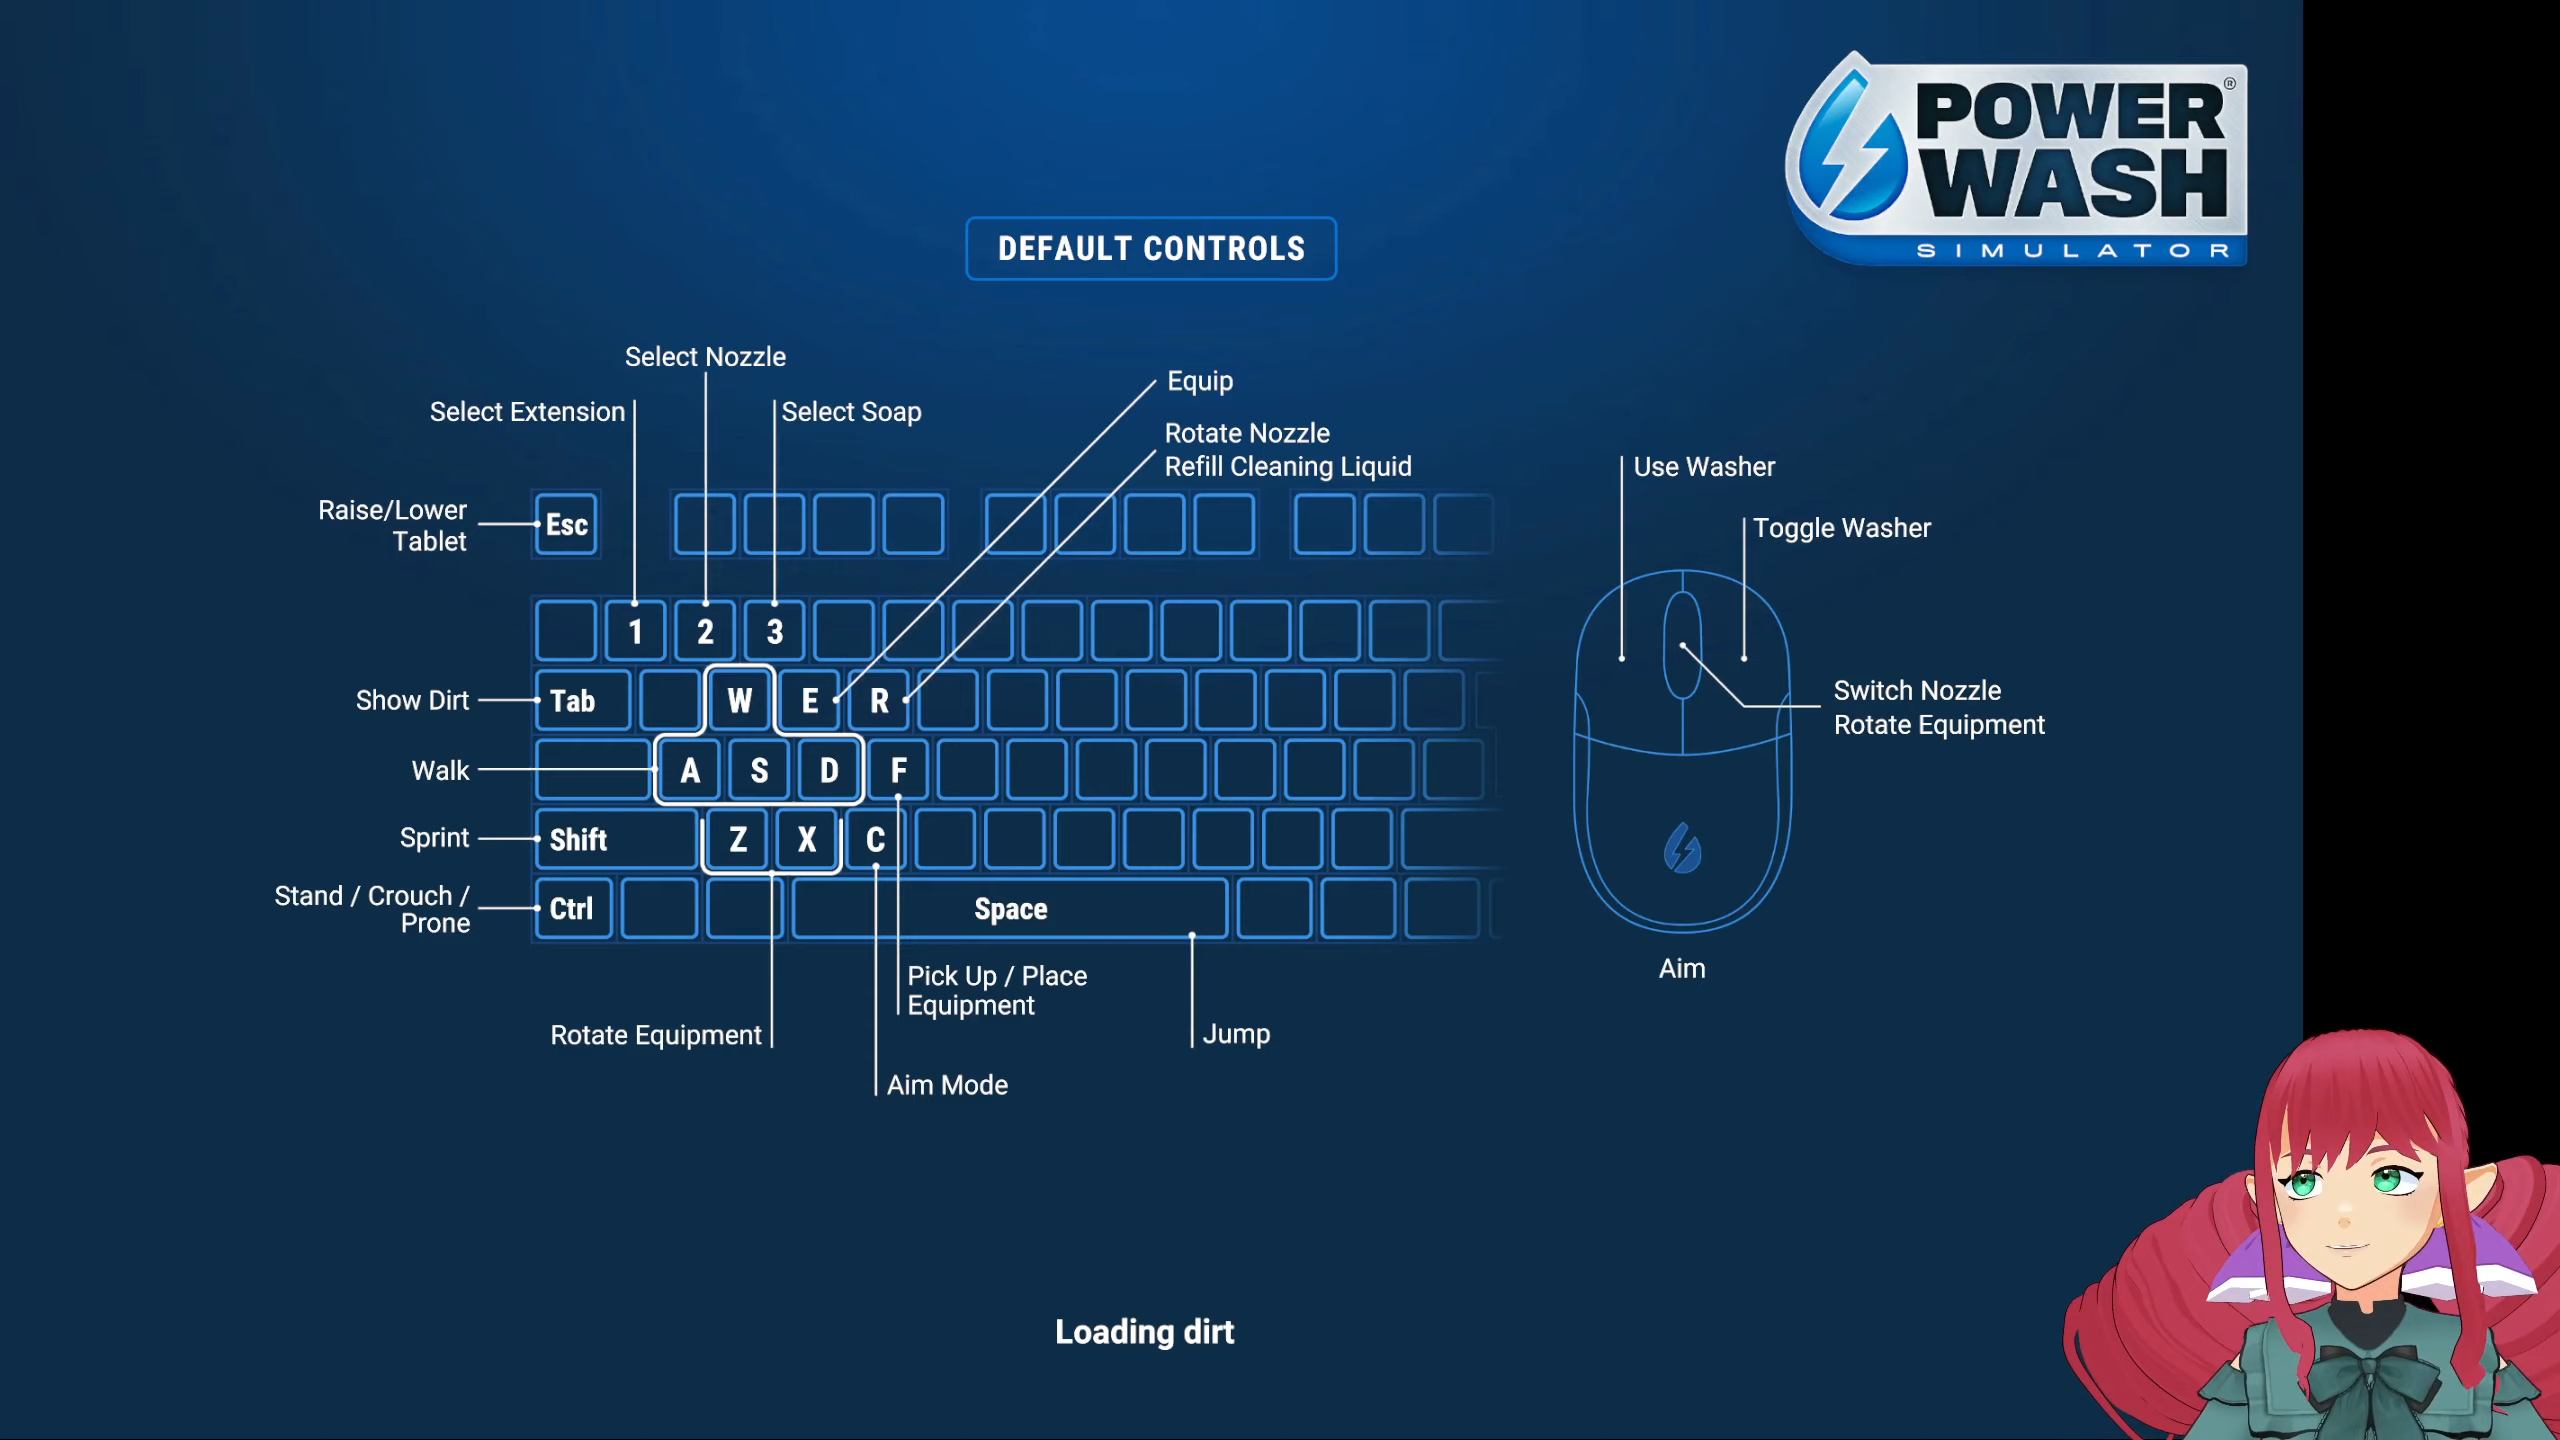 POWER®
WASH
SIMULATOR
DEFAULT CONTROLS
Select Nozzle
Select Extension
Select Soap
Equip
Rotate Nozzle
Refill Cleaning Liquid
Raise/Lower
Tablet
Esc
1 2 3
Show Dirt
Tab W E R
Walk
A S D F
Sprint
Shift Z X C
Stand / Crouch /
Prone
Ctrl Space
Pick Up / Place
Equipment
Rotate Equipment
Jump
Aim Mode
Use Washer
Toggle Washer
Switch Nozzle
Rotate Equipment
Aim
Loading dirt